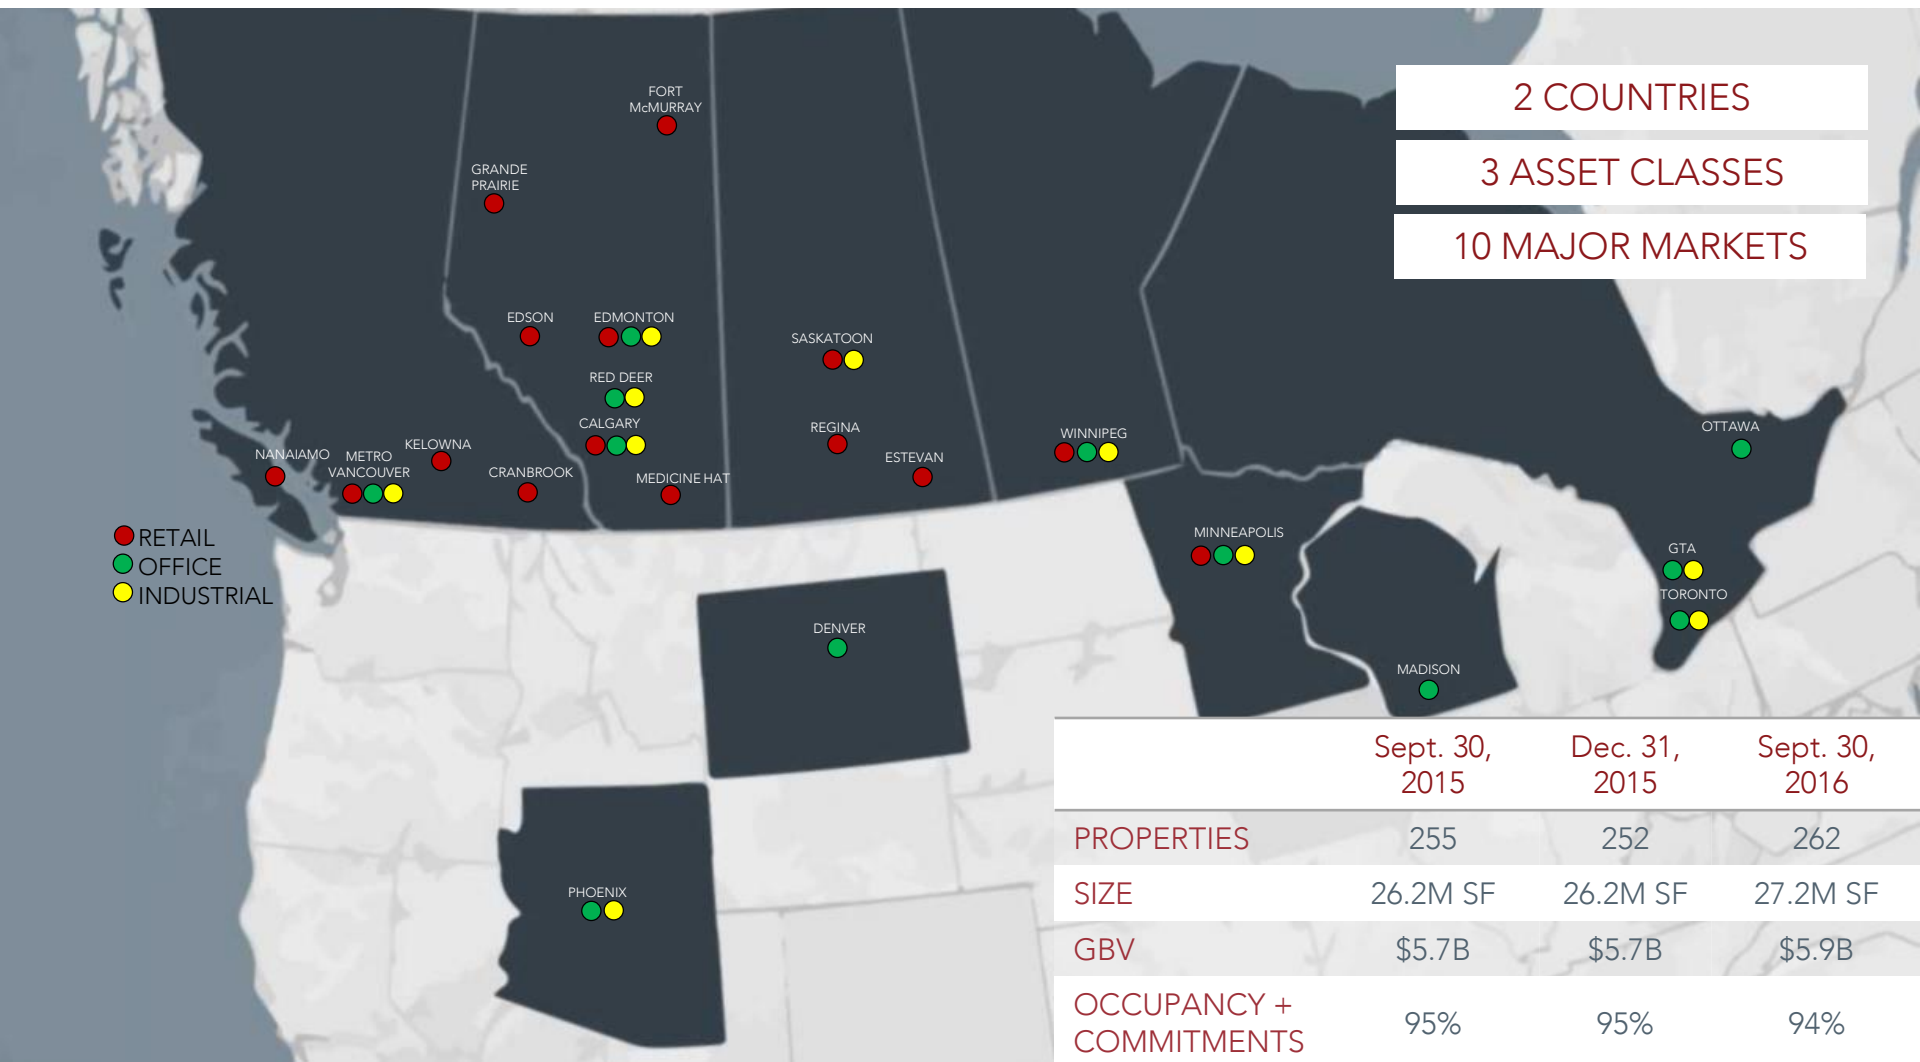 2 COUNTRIES
3 ASSET CLASSES
10 MAJOR MARKETS
FORT
McMURRAY
GRANDE
PRAIRIE
EDSON
EDMONTON
SASKATOON
RED DEER
CALGARY
REGINA
WINNIPEG
OTTAWA
NANAIAMO
METRO
VANCOUVER
KELOWNA
CRANBROOK
MEDICINE HAT
ESTEVAN
RETAIL
OFFICE
INDUSTRIAL
MINNEAPOLIS
GTA
TORONTO
DENVER
MADISON
PHOENIX
Sept. 30, Dec. 31, Sept. 30,
2015 2015 2016
PROPERTIES 255 252 262
SIZE 26.2M SF 26.2M SF 27.2M SF
GBV $5.7B $5.7B $5.9B
OCCUPANCY +
COMMITMENTS 95% 95% 94%